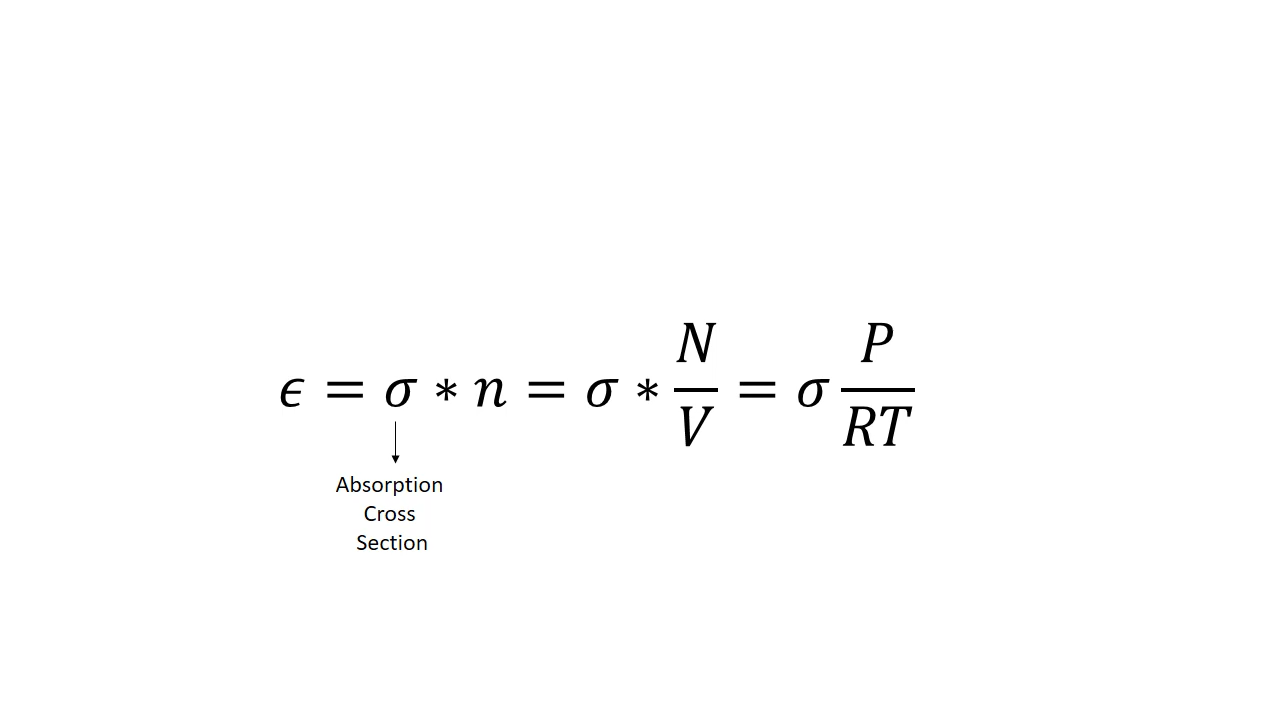 ϵ = σ * n = σ * N/V = σ P/RT
Absorption
Cross
Section